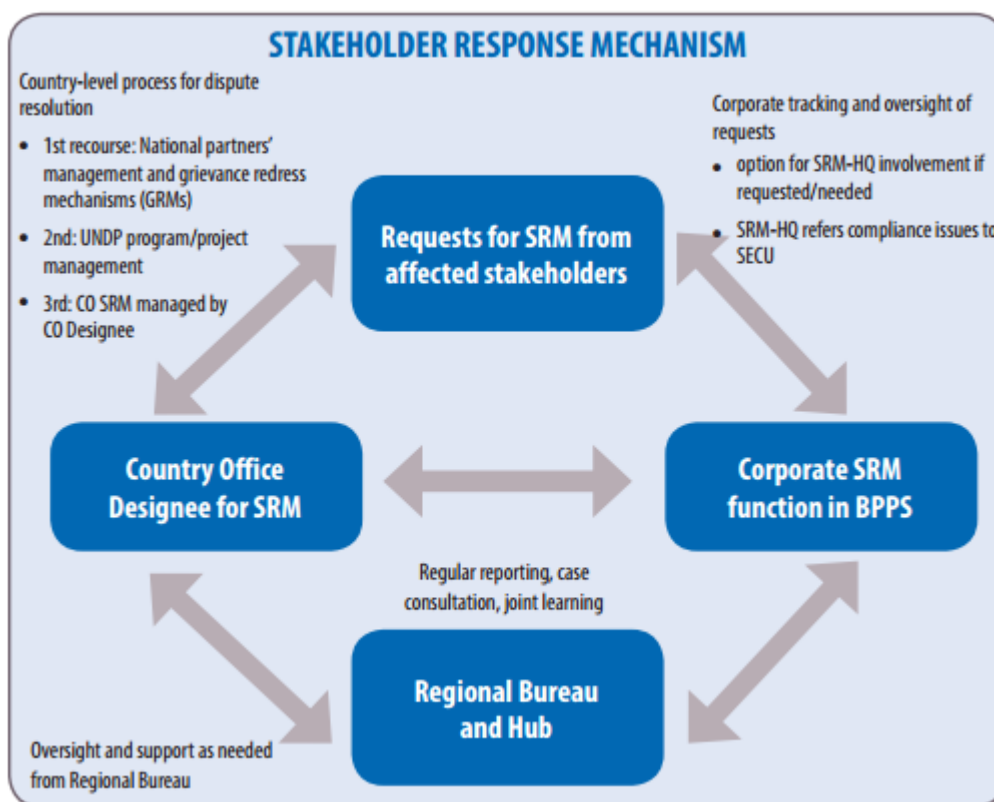 STAKEHOLDER RESPONSE MECHANISM
Country-level process for dispute
resolution
• 1st recourse: National partners'
management and grievance redress
mechanisms (GRMs)
• 2nd: UNDP program/project
management
• 3rd: CO SRM managed by
CO Designee
Corporate tracking and oversight of
requests
• option for SRM-HQ involvement if
requested/needed
• SRM-HQ refers compliance issues to
SECU
Requests for SRM from
affected stakeholders
Country Office
Designee for SRM
Corporate SRM
function in BPPS
Regular reporting, case
consultation, joint learning
Regional Bureau
and Hub
Oversight and support as needed
from Regional Bureau